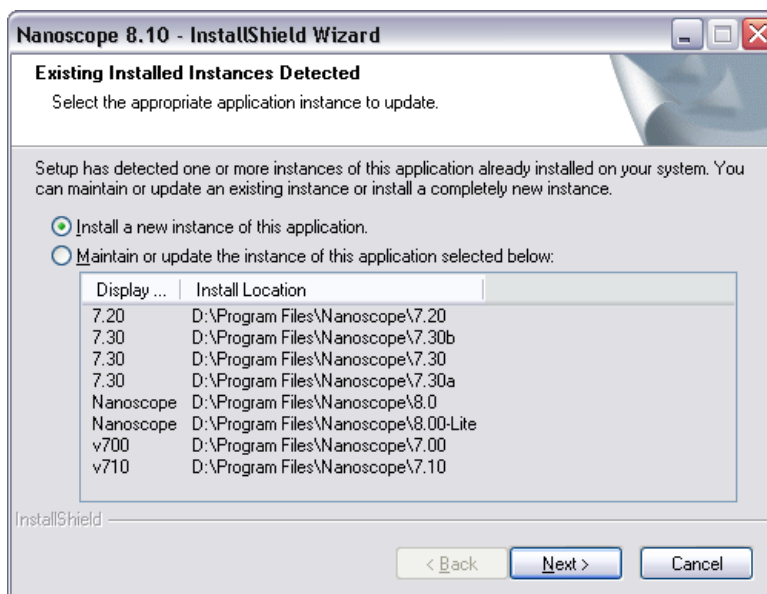 Nanoscope 8.10 - InstallShield Wizard
Existing Installed Instances Detected
Select the appropriate application instance to update.
Setup has detected one or more instances of this application already installed on your system. You
can maintain or update an existing instance or install a completely new instance.
Install a new instance of this application.
Maintain or update the instance of this application selected below:
Display ... Install Location
7.20 D:\Program Files\Nanoscope\7.20
7.30 D:\Program Files\Nanoscope\7.30b
7.30 D:\Program Files\Nanoscope\7.30
7.30 D:\Program Files\Nanoscope\7.30a
Nanoscope D:\Program Files\Nanoscope\8.0
Nanoscope D:\Program Files\Nanoscope\8.00-Lite
v700 D:\Program Files\Nanoscope\7.00
v710 D:\Program Files\Nanoscope\7.10
InstallShield
< Back Next > Cancel